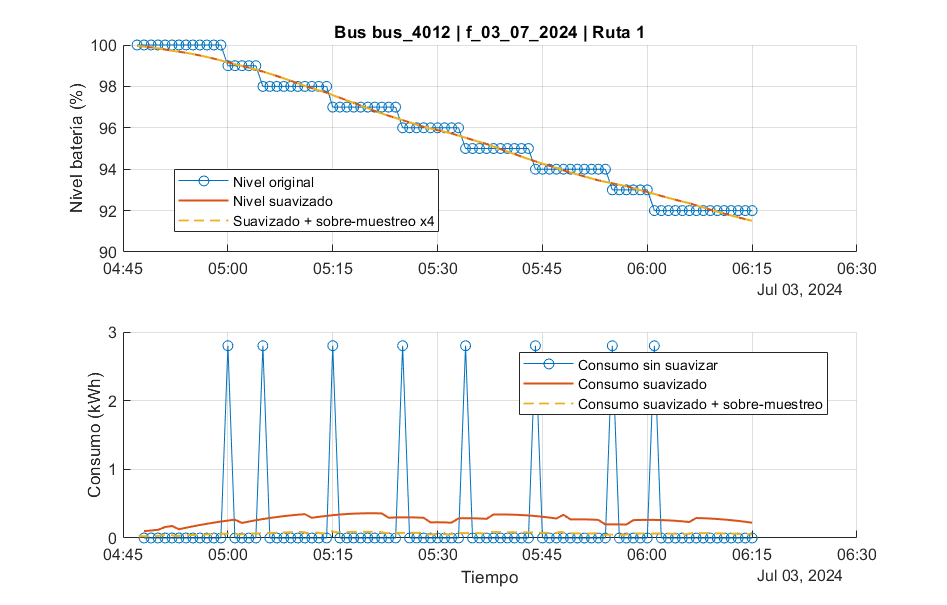 Bus bus_4012 | f_03_07_2024 | Ruta 1
Nivel batería (%)
100
98
96
94
92
90
Nivel original
Nivel suavizado
Suavizado + sobre-muestreo x4
04:45 05:00 05:15 05:30 05:45 06:00 06:15 06:30
Jul 03, 2024
Consumo (kWh)
3
2
1
0
Consumo sin suavizar
Consumo suavizado
Consumo suavizado + sobre-muestreo
04:45 05:00 05:15 05:30 05:45 06:00 06:15 06:30
Tiempo
Jul 03, 2024